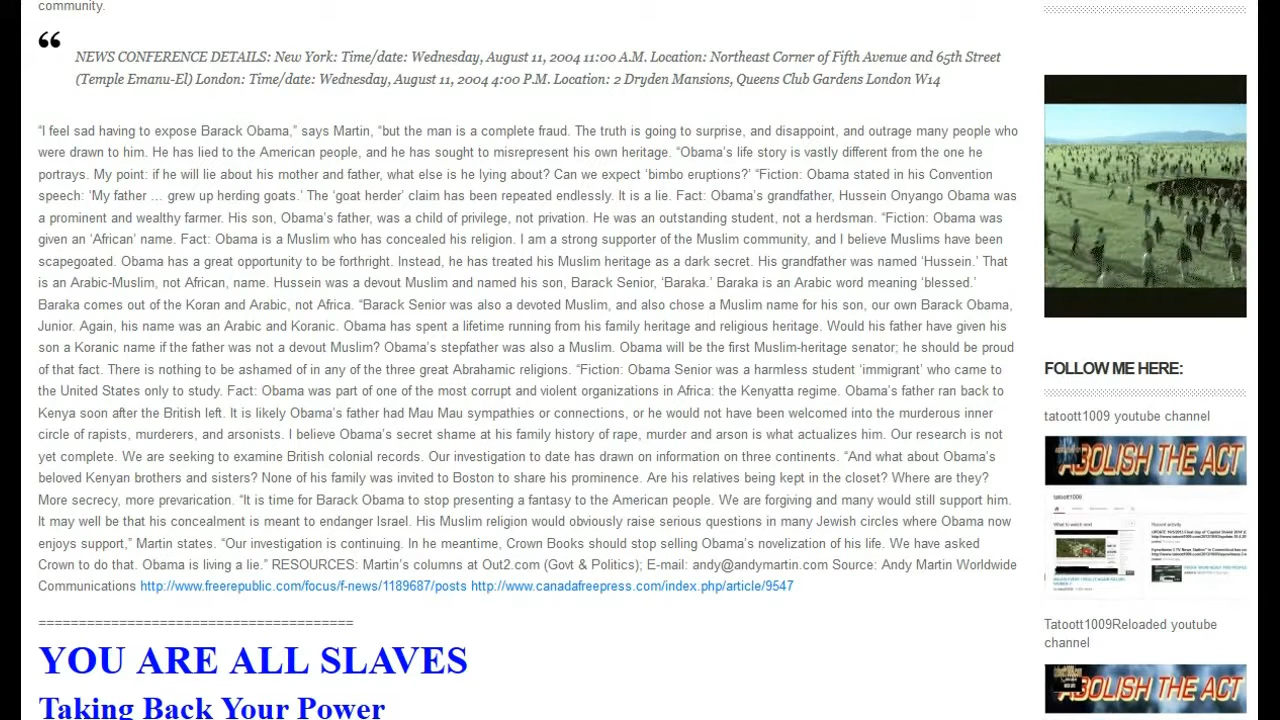 community.
“
NEWS CONFERENCE DETAILS: New York: Time/date: Wednesday, August 11, 2004 11:00 A.M. Location: Northeast Corner of Fifth Avenue and 65th Street
(Temple Emanu-El) London: Time/date: Wednesday, August 11, 2004 4:00 P.M. Location: 2 Dryden Mansions, Queens Club Gardens London W14
“I feel sad having to expose Barack Obama,” says Martin, “but the man is a complete fraud. The truth is going to surprise, and disappoint, and outrage many people who
were drawn to him. He has lied to the American people, and he has sought to misrepresent his own heritage. “Obama’s life story is vastly different from the one he
portrays. My point: if he will lie about his mother and father, what else is he lying about? Can we expect ‘bimbo eruptions?’ “Fiction: Obama stated in his Convention
speech: ‘My father … grew up herding goats.’ The ‘goat herder’ claim has been repeated endlessly. It is a lie. Fact: Obama’s grandfather, Hussein Onyango Obama was
a prominent and wealthy farmer. His son, Obama’s father, was a child of privilege, not privation. He was an outstanding student, not a herdsman. “Fiction: Obama was
given an ‘African’ name. Fact: Obama is a Muslim who has concealed his religion. I am a strong supporter of the Muslim community, and I believe Muslims have been
scapegoated. Obama has a great opportunity to be forthright. Instead, he has treated his Muslim heritage as a dark secret. His grandfather was named ‘Hussein.’ That
is an Arabic-Muslim, not African, name. Hussein was a devout Muslim and named his son, Barack Senior, ‘Baraka.’ Baraka is an Arabic word meaning ‘blessed.’
Baraka comes out of the Koran and Arabic, not Africa. “Barack Senior was also a devoted Muslim, and also chose a Muslim name for his son, our own Barack Obama,
Junior. Again, his name was an Arabic and Koranic. Obama has spent a lifetime running from his family heritage and religious heritage. Would his father have given his
son a Koranic name if the father was not a devout Muslim? Obama’s stepfather was also a Muslim. Obama will be the first Muslim-heritage senator; he should be proud
of that fact. There is nothing to be ashamed of in any of the three great Abrahamic religions. “Fiction: Obama Senior was a harmless student ‘immigrant’ who came to
the United States only to study. Fact: Obama was part of one of the most corrupt and violent organizations in Africa: the Kenyatta regime. Obama’s father ran back to
Kenya soon after the British left. It is likely Obama’s father had Mau Mau sympathies or connections, or he would not have been welcomed into the murderous inner
circle of rapists, murderers, and arsonists. I believe Obama’s secret shame at his family history of rape, murder and arson is what actualizes him. Our research is not
yet complete. We are seeking to examine British colonial records. Our investigation to date has drawn on information on three continents. “And what about Obama’s
beloved Kenyan brothers and sisters? None of his family was invited to Boston to share his prominence. Are his relatives being kept in the closet? Where are they?
More secrecy, more prevarication. “It is time for Barack Obama to stop presenting a fantasy to the American people. We are forgiving and many would still support him.
It may well be that his concealment is meant to endanger Israel. His Muslim religion would obviously raise serious questions in many Jewish circles where Obama now
enjoys support,” Martin states. “Our investigation is continuing. In the meantime, Crown Books should stop selling Obama’s novelization of his life. We have asked
Crown to do that. Obama is living a lie.” RESOURCES: Martin Columns: Out2.com (Govt & Politics); E-mail: andy@andymartin.com Source: Andy Martin Worldwide
Communications http://www.freerepublic.com/focus/f-news/1189687/posts http://www.canadafreepress.com/index.php/article/9547
=======================================
YOU ARE ALL SLAVES
Taking Back Your Power
FOLLOW ME HERE:
tatoott1009 youtube channel
ABOLISH THE ACT
tatoott1009
What to watch next
Recent activity
Tatoott1009Reloaded youtube
channel
ABOLISH THE ACT